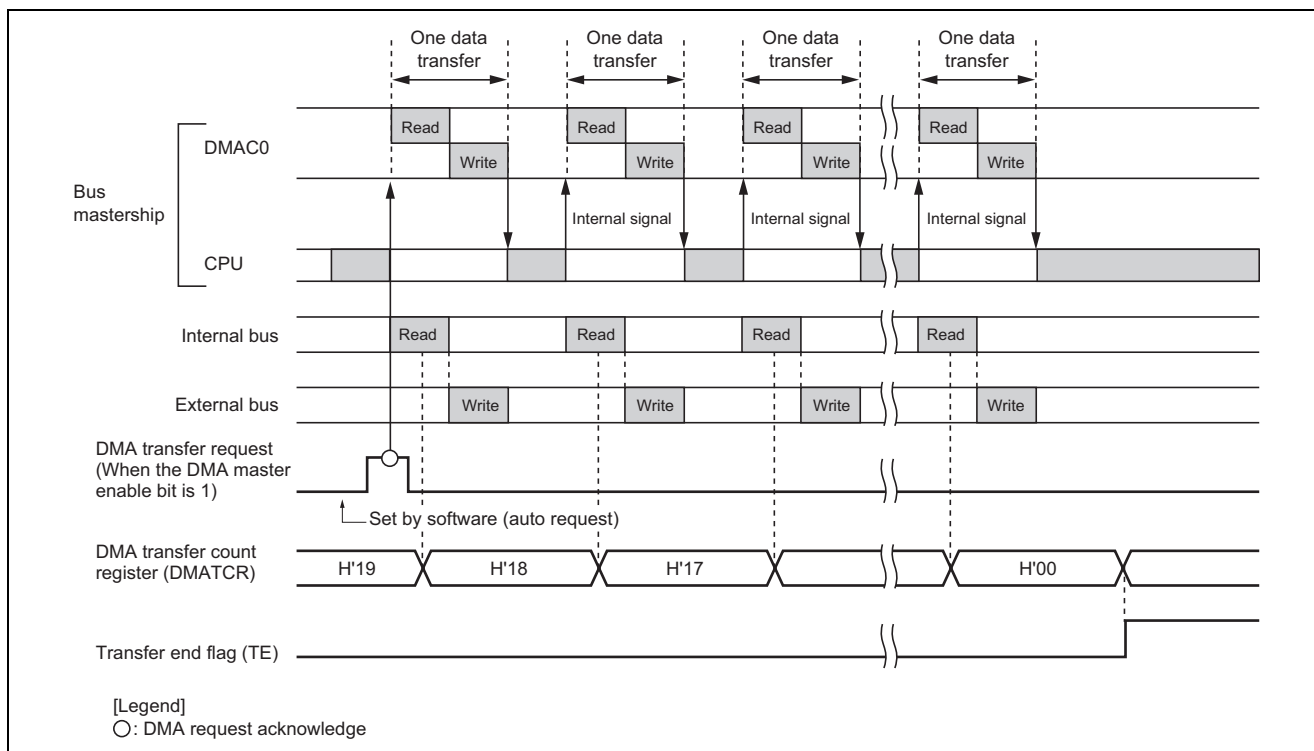 One data transfer
One data transfer
One data transfer
One data transfer
Bus mastership
DMAC0
Read
Read
Read
Read
Write
Write
Write
Write
Internal signal
Internal signal
Internal signal
CPU
Internal bus
Read
Read
Read
Read
External bus
Write
Write
Write
Write
DMA transfer request
(When the DMA master
enable bit is 1)
Set by software (auto request)
DMA transfer count
register (DMATCR)
H'19
H'18
H'17
H'00
Transfer end flag (TE)
[Legend]
○: DMA request acknowledge